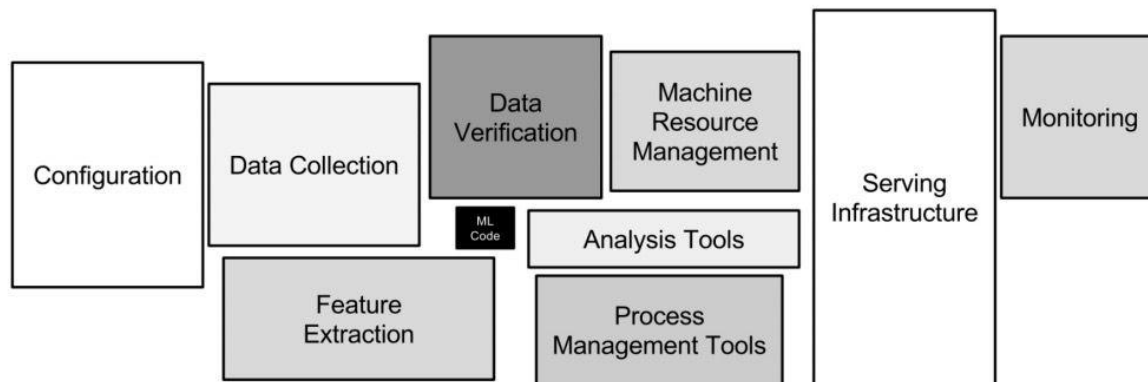 Configuration
Data Collection
Data
Verification
Machine
Resource
Management
Monitoring
Serving
Infrastructure
ML
Code
Analysis Tools
Feature
Extraction
Process
Management Tools